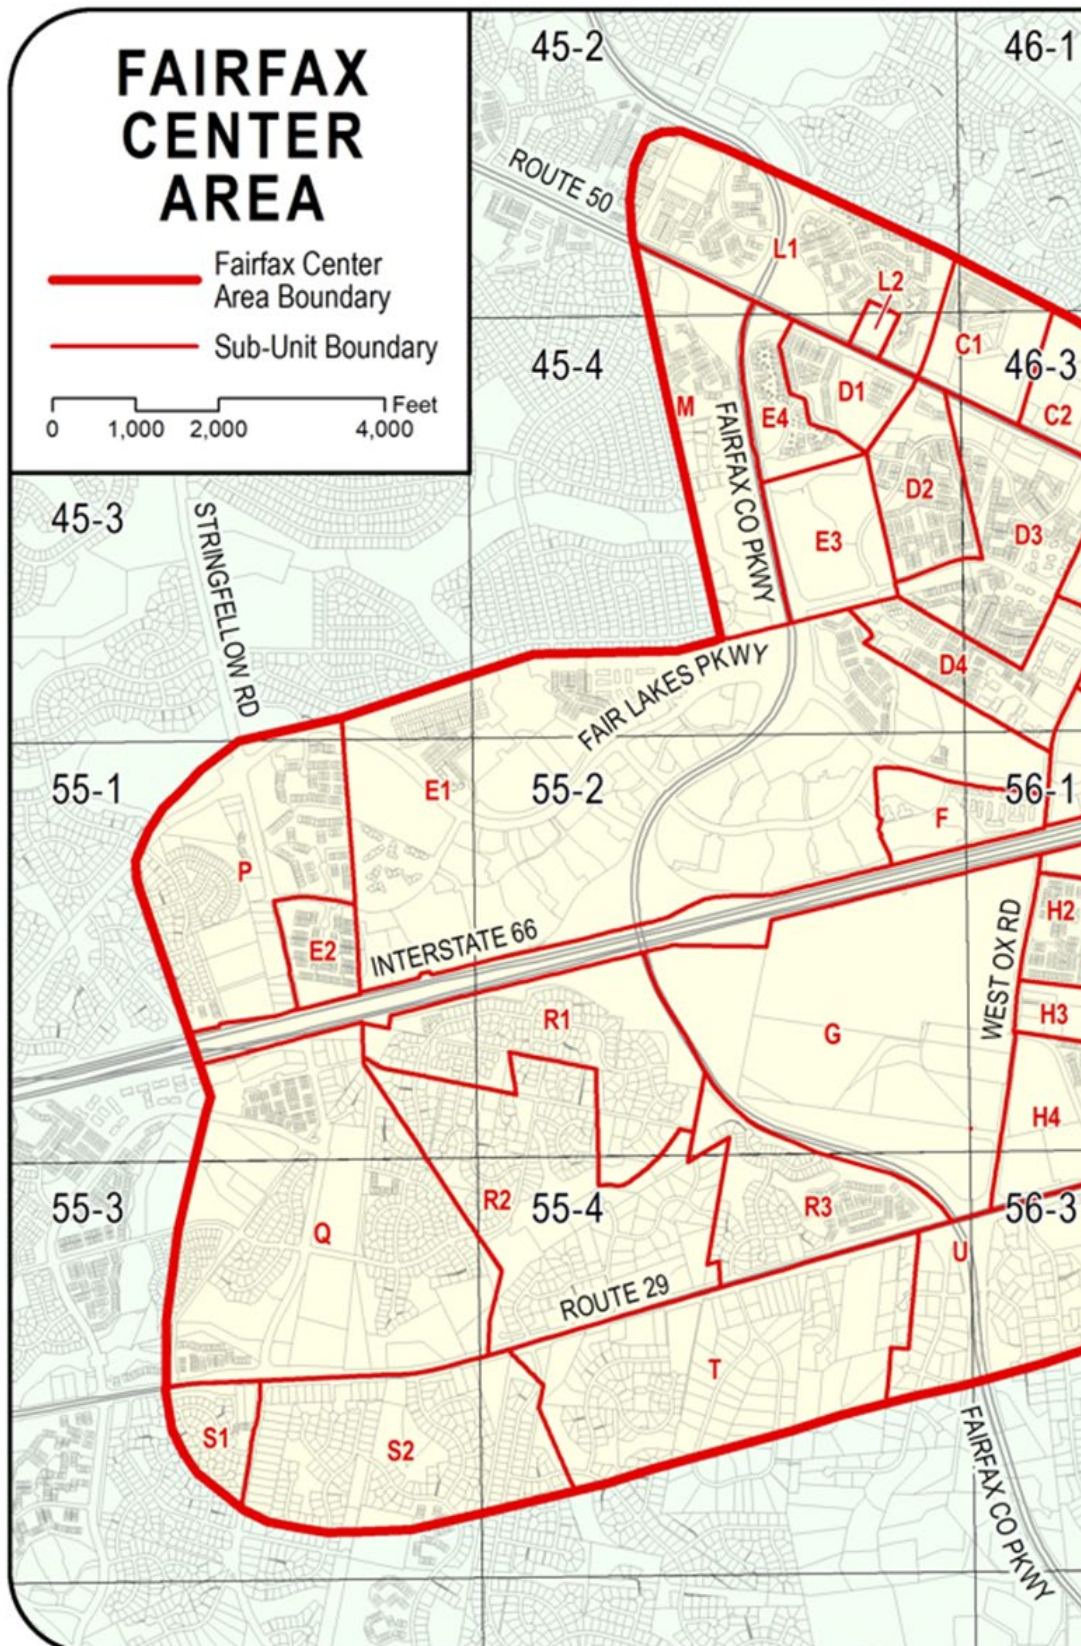 FAIRFAX
CENTER
AREA
Fairfax Center
Area Boundary
Sub-Unit Boundary
Feet
0 1,000 2,000 4,000
45-2
46-1
ROUTE 50
L1
L2
C1
46-3
45-4
D1
M
E4
C2
FAIRFAX CO PKWY
D2
45-3
STRINGFELLOW RD
E3
D3
FAIR LAKES PKWY
D4
55-1
E1
55-2
56-1
F
P
H2
E2
INTERSTATE 66
WEST OX RD
R1
G
H3
H4
55-3
R2
55-4
R3
56-3
Q
U
ROUTE 29
T
S1
S2
FAIRFAX CO PKWY